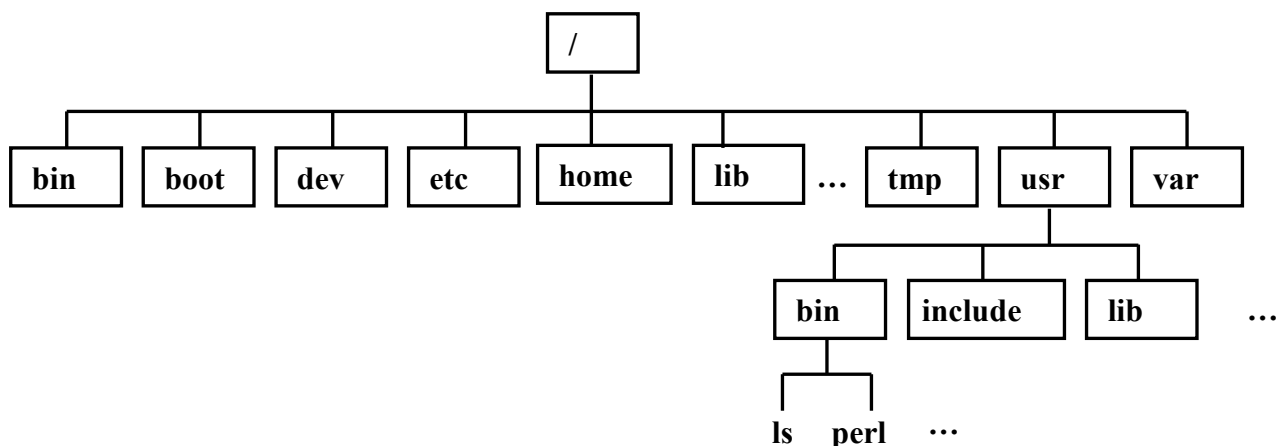 /
bin boot dev etc home lib ... tmp usr var
bin include lib ...
ls perl ...